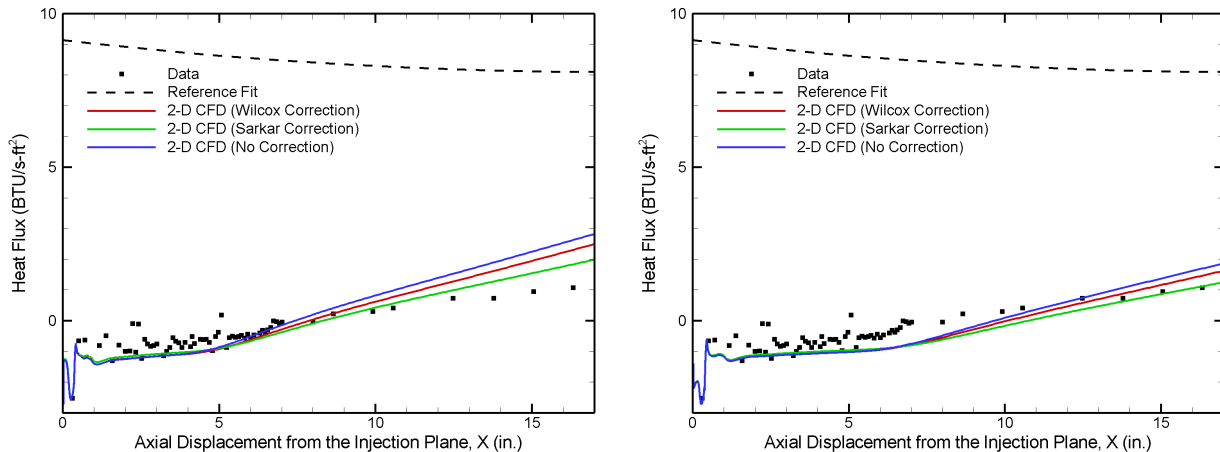 10
5
0
Heat Flux (BTU/s-ft²)
Data
Reference Fit
2-D CFD (Wilcox Correction)
2-D CFD (Sarkar Correction)
2-D CFD (No Correction)
0 5 10 15
Axial Displacement from the Injection Plane, X (in.)
10
5
0
Heat Flux (BTU/s-ft²)
Data
Reference Fit
2-D CFD (Wilcox Correction)
2-D CFD (Sarkar Correction)
2-D CFD (No Correction)
0 5 10 15
Axial Displacement from the Injection Plane, X (in.)